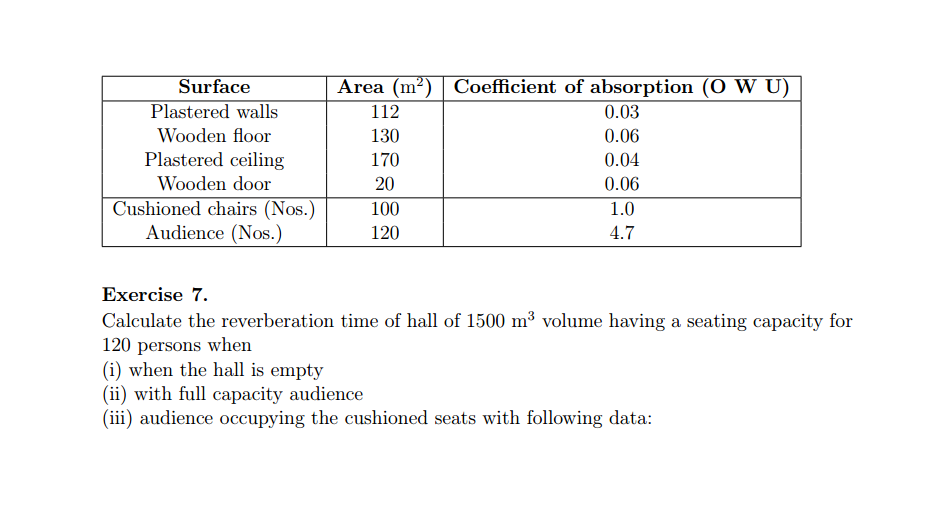 Surface Area (m²) Coefficient of absorption (O W U)
Plastered walls 112 0.03
Wooden floor 130 0.06
Plastered ceiling 170 0.04
Wooden door 20 0.06
Cushioned chairs (Nos.) 100 1.0
Audience (Nos.) 120 4.7
Exercise 7.
Calculate the reverberation time of hall of 1500 m³ volume having a seating capacity for
120 persons when
(i) when the hall is empty
(ii) with full capacity audience
(iii) audience occupying the cushioned seats with following data: